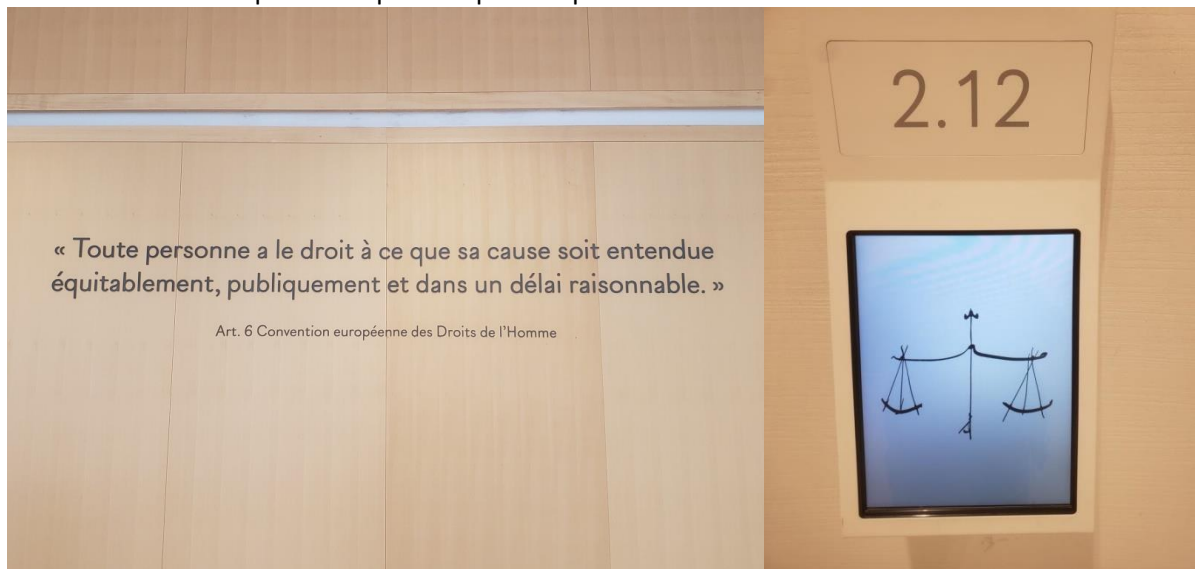 « Toute personne a le droit à ce que sa cause soit entendue
équitablement, publiquement et dans un délai raisonnable. »
Art. 6 Convention européenne des Droits de l'Homme
2.12